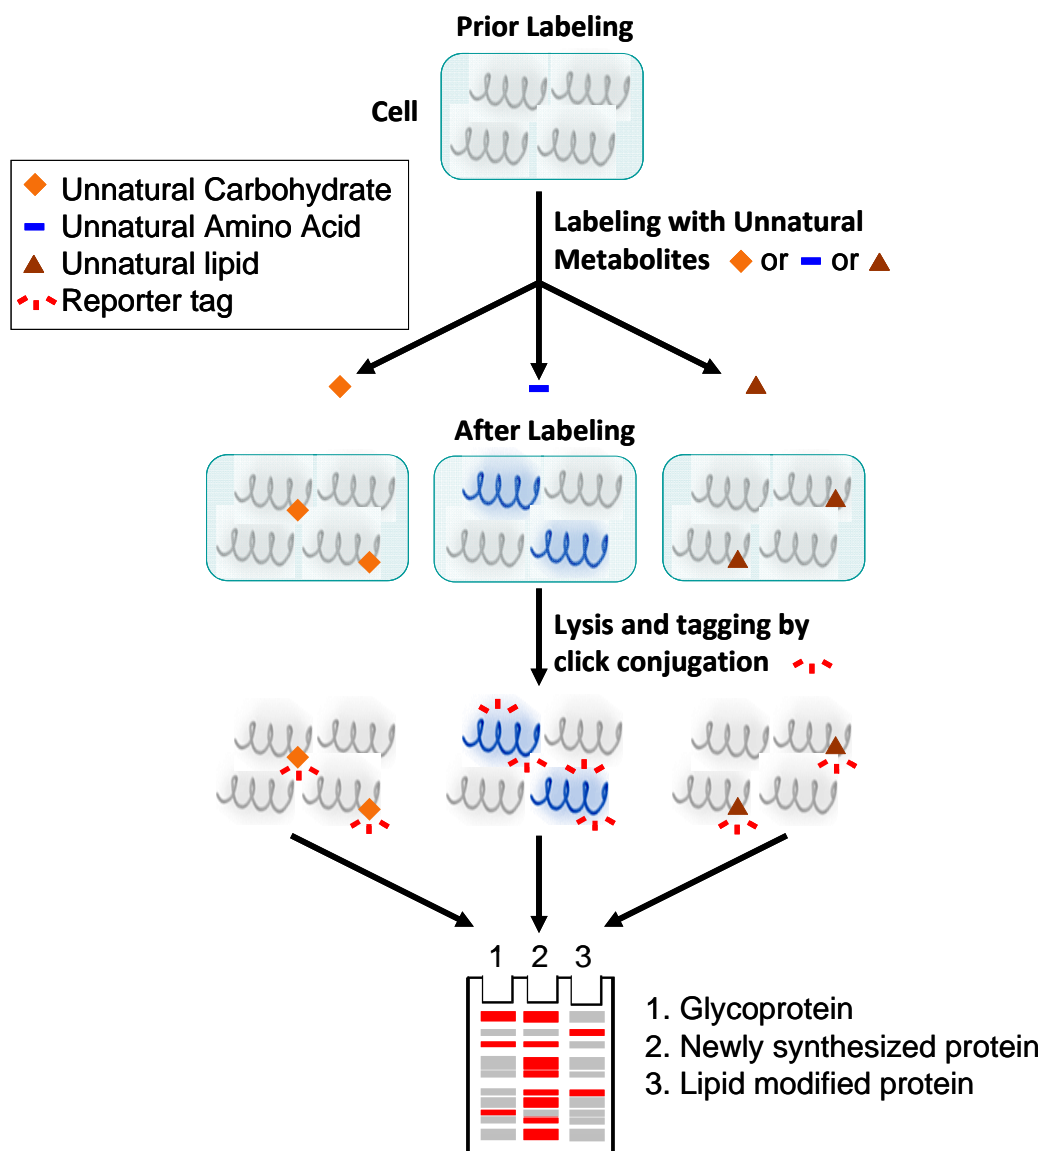 Prior Labeling
Cell
Unnatural Carbohydrate
Unnatural Amino Acid
Unnatural lipid
Reporter tag
Labeling with Unnatural
Metabolites or or
After Labeling
Lysis and tagging by
click conjugation
1 2 3
1. Glycoprotein
2. Newly synthesized protein
3. Lipid modified protein